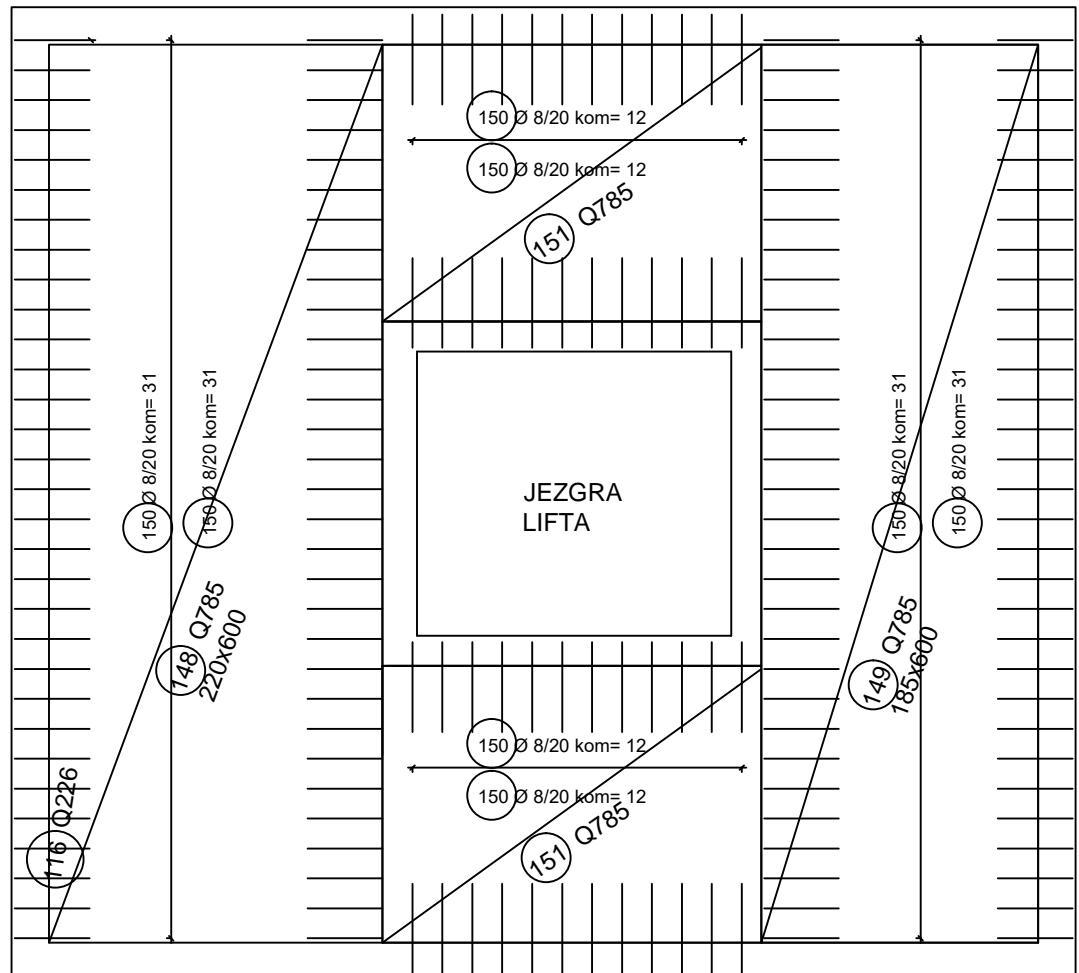 150 Ø 8/20 kom= 12
150 Ø 8/20 kom= 12
151 Q785
150 Ø 8/20 kom= 31
150 Ø 8/20 kom= 31
150 Ø 8/20 kom= 31
150 Ø 8/20 kom= 31
JEZGRA
LIFTA
148 Q785
220x600
149 Q785
185x600
150 Ø 8/20 kom= 12
150 Ø 8/20 kom= 12
151 Q785
116 Q226